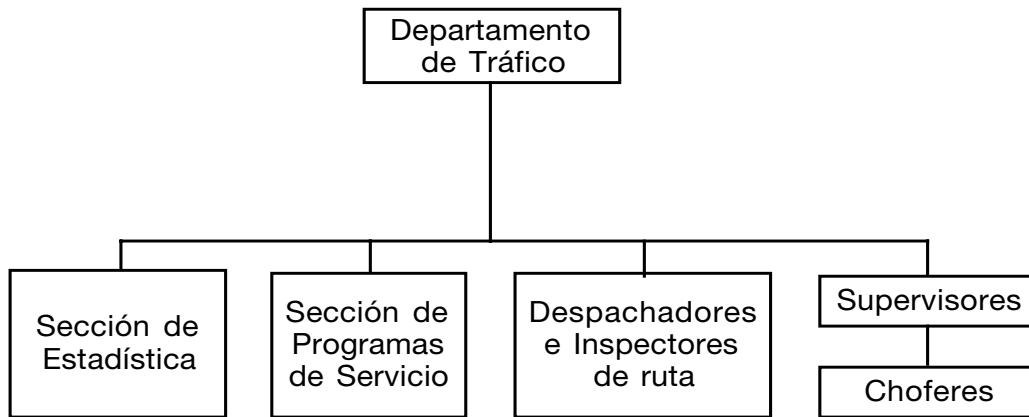 Departamento
de Tráfico
Sección de
Estadística
Sección de
Programas
de Servicio
Despachadores
e Inspectores
de ruta
Supervisores
Choferes